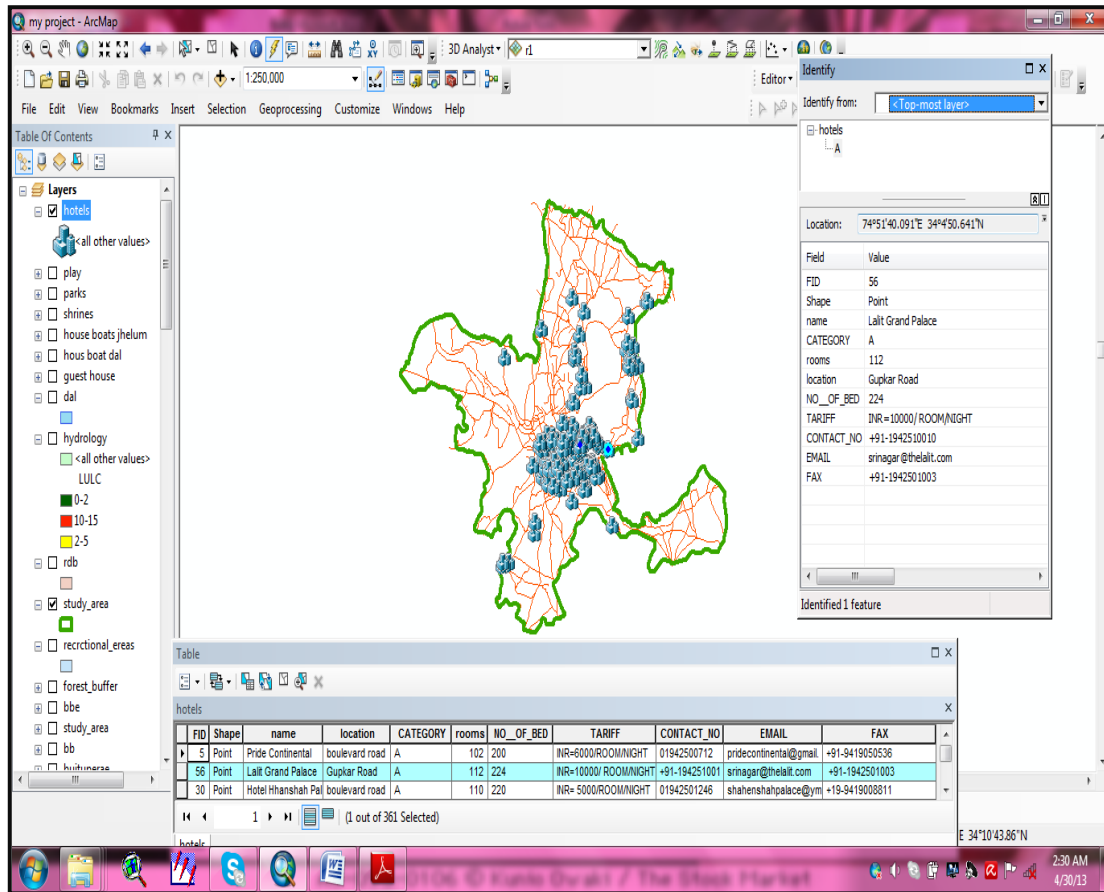 my project - ArcMap
3D Analyst
r1
1:250,000
Editor
File Edit View Bookmarks Insert Selection Geoprocessing Customize Windows Help
Table Of Contents
Layers
hotels
<all other values>
play
parks
shrines
house boats jhelum
hous boat dal
guest house
dal
hydrology
<all other values>
LULC
0-2
10-15
2-5
rdb
study_area
recrctional_ereas
forest_buffer
bbe
study_area
bb
Identify
Identify from: <Top-most layer>
hotels
A
Location: 74°51'40.091"E 34°4'50.641"N
Field Value
FID 56
Shape Point
name Lalit Grand Palace
CATEGORY A
rooms 112
location Gupkar Road
NO__OF_BED 224
TARIFF INR=10000/ ROOM/NIGHT
CONTACT_NO +91-1942510010
EMAIL srinagar@thelalit.com
FAX +91-1942501003
Identified 1 feature
Table
hotels
FID Shape name location CATEGORY rooms NO__OF_BED TARIFF CONTACT_NO EMAIL FAX
5 Point Pride Continental boulevard road A 102 200 INR=6000/ROOM/NIGHT 01942500712 pridecontinental@gmail. +91-9419050536
56 Point Lalit Grand Palace Gupkar Road A 112 224 INR=10000/ ROOM/NIGHT +91-194251001 srinagar@thelalit.com +91-1942501003
30 Point Hotel Hhanshah Pal boulevard road A 110 220 INR= 5000/ROOM/NIGHT 01942501246 shahenshahpalace@ym +19-9419008811
1 (1 out of 361 Selected)
hotels
E 34°10'43.86"N
2:30 AM
4/30/13